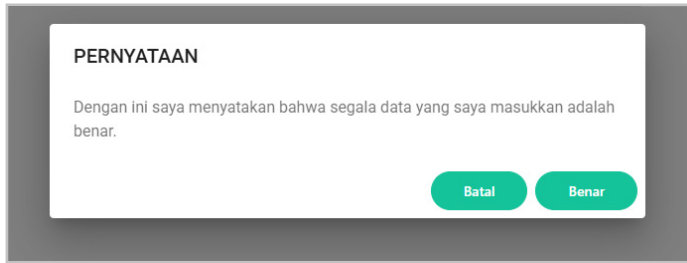 PERNYATAAN
Dengan ini saya menyatakan bahwa segala data yang saya masukkan adalah
benar.
Batal
Benar